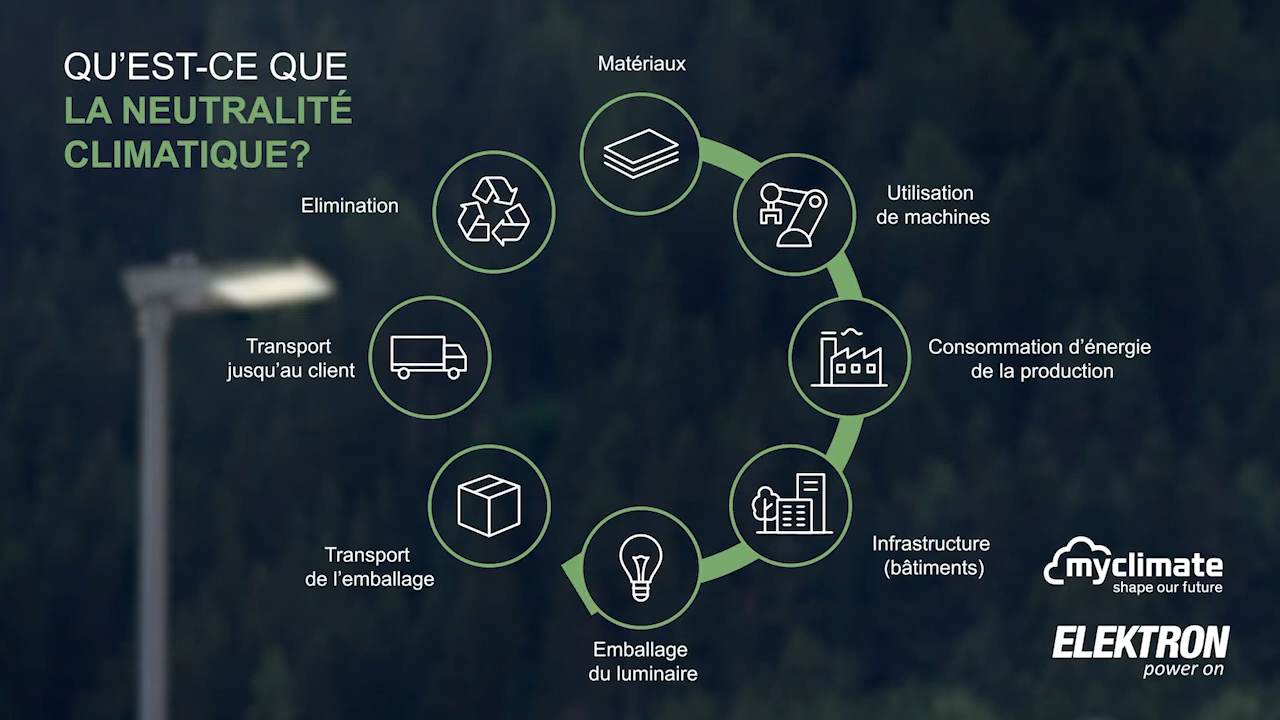 QU’EST-CE QUE
LA NEUTRALITÉ
CLIMATIQUE?
Matériaux
Utilisation
de machines
Consommation d’énergie
de la production
Infrastructure
(bâtiments)
Emballage
du luminaire
Transport
de l’emballage
Transport
jusqu’au client
Elimination
myclimate
shape our future
ELEKTRON
power on